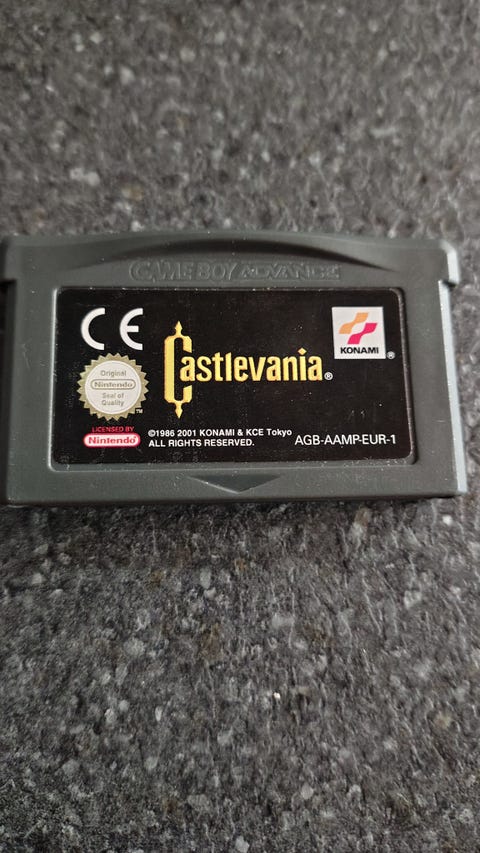 GAME BOY ADVANCE
CE
Castlevania®
KONAMI®
Original
Nintendo
Seal of
Quality
TM
LICENSED BY
Nintendo
©1986 2001 KONAMI & KCE Tokyo
ALL RIGHTS RESERVED.
AGB-AAMP-EUR-1